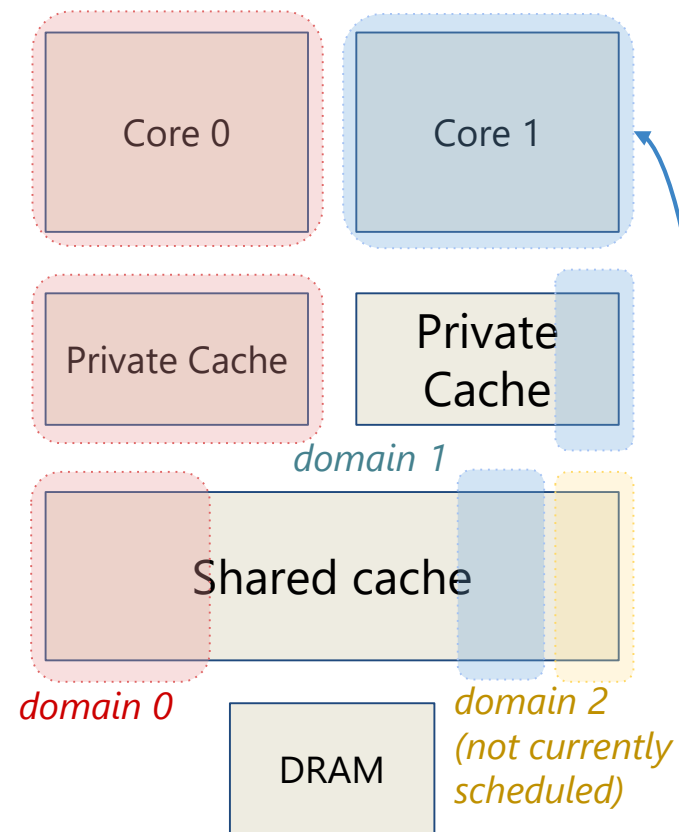 Core 0
Core 1
Private Cache
Private
Cache
domain 1
Shared cache
domain 0
domain 2
(not currently
scheduled)
DRAM